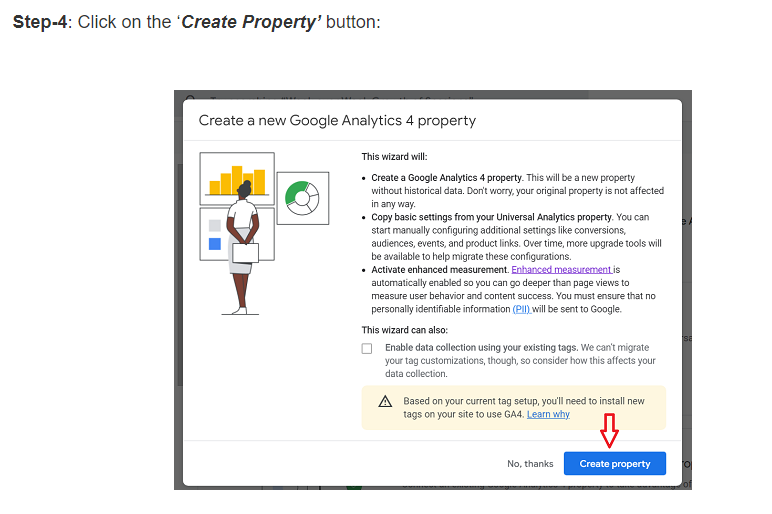 Step-4: Click on the ‘Create Property’ button:
Create a new Google Analytics 4 property
This wizard will:
• Create a Google Analytics 4 property. This will be a new property
without historical data. Don't worry, your original property is not affected
in any way.
• Copy basic settings from your Universal Analytics property. You can
start manually configuring additional settings like conversions,
audiences, events, and product links. Over time, more upgrade tools will
be available to help migrate these configurations.
• Activate enhanced measurement. Enhanced measurement is
automatically enabled so you can go deeper than page views to
measure user behavior and content success. You must ensure that no
personally identifiable information (PII) will be sent to Google.
This wizard can also:
Enable data collection using your existing tags. We can't migrate
your tag customizations, though, so consider how this affects your
data collection.
Based on your current tag setup, you'll need to install new
tags on your site to use GA4. Learn why
No, thanks
Create property